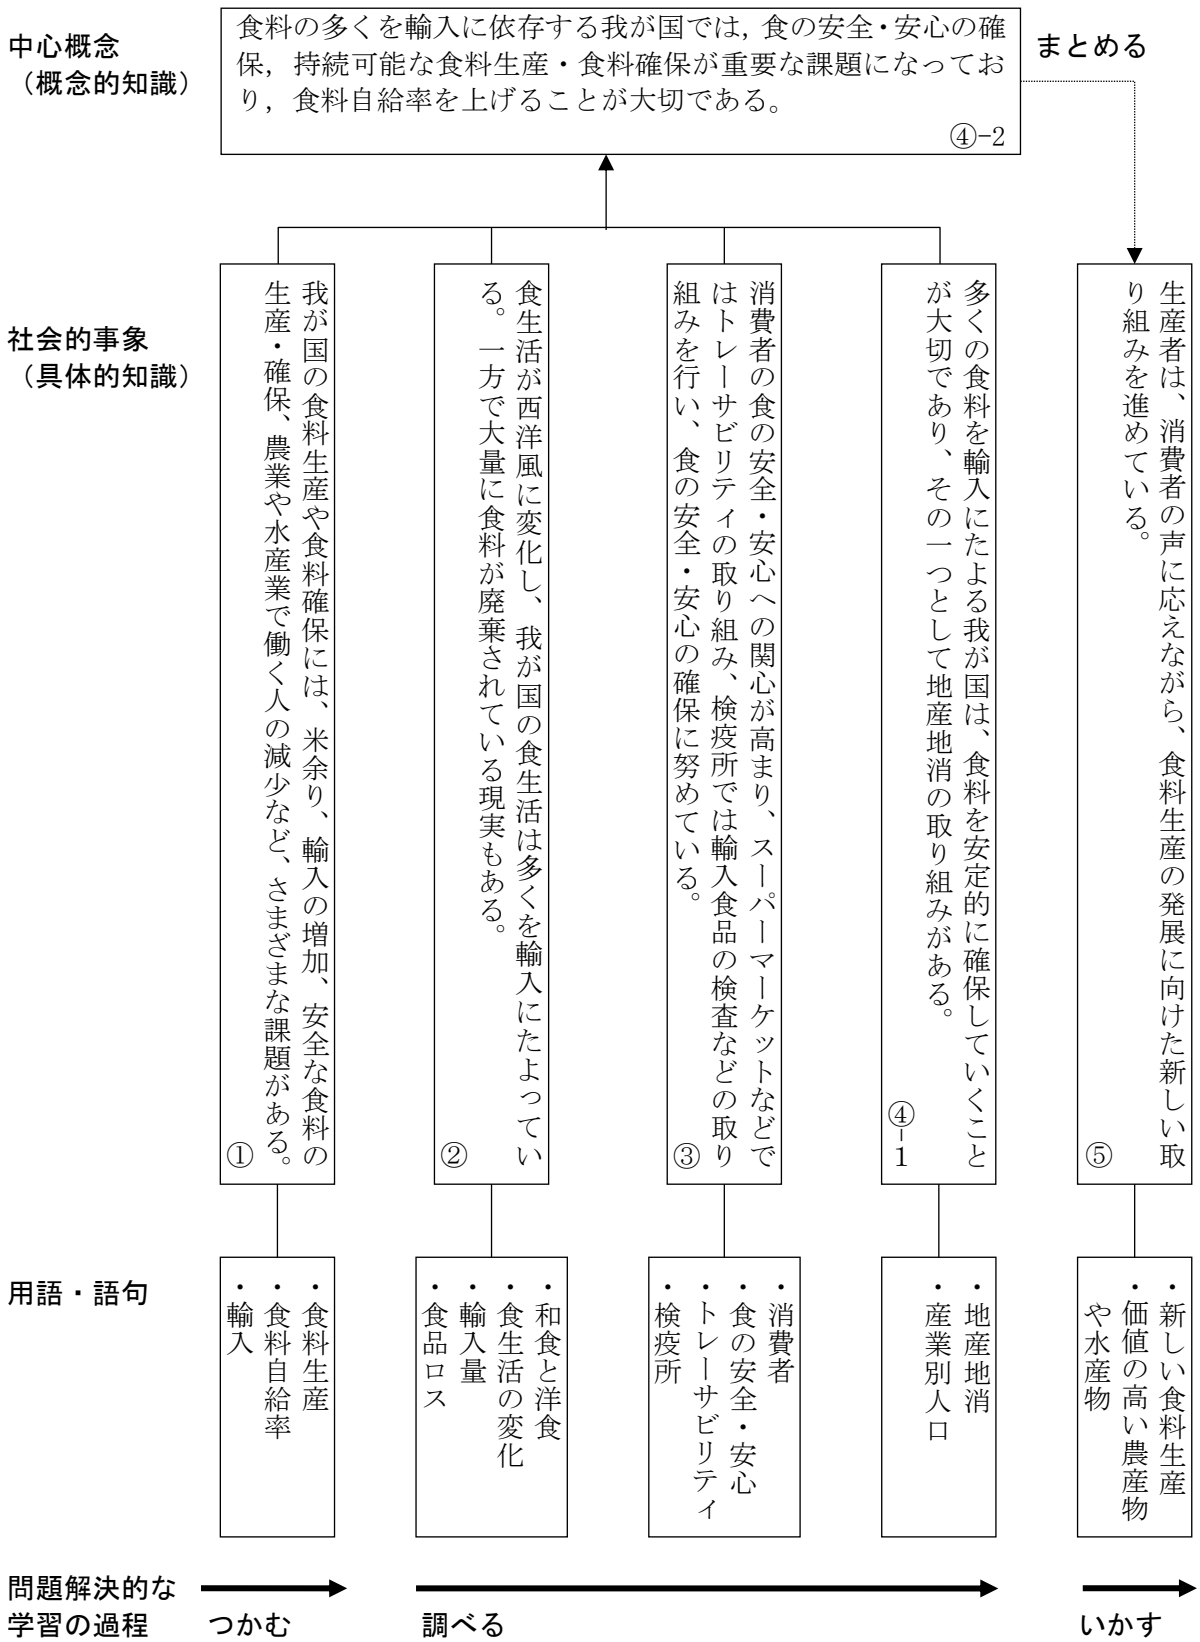 中心概念
（概念的知識）
食料の多くを輸入に依存する我が国では，食の安全・安心の確
保，持続可能な食料生産・食料確保が重要な課題になってお
り，食料自給率を上げることが大切である。
④-2
まとめる
社会的事象
（具体的知識）
我が国の食料生産や食料確保には、米余り、輸入の増加、安全な食料の
生産・確保、農業や水産業で働く人の減少など、さまざまな課題がある。
①
食生活が西洋風に変化し、我が国の食生活は多くを輸入にたよってい
る。一方で大量に食料が廃棄されている現実もある。
②
消費者の食の安全・安心への関心が高まり、スーパーマーケットなどで
はトレーサビリティの取り組み、検疫所では輸入食品の検査などの取り
組みを行い、食の安全・安心の確保に努めている。
③
多くの食料を輸入にたよる我が国は、食料を安定的に確保していくこと
が大切であり、その一つとして地産地消の取り組みがある。
④-1
生産者は、消費者の声に応えながら、食料生産の発展に向けた新しい取
り組みを進めている。
⑤
用語・語句
・食料生産
・食料自給率
・輸入
・和食と洋食
・食生活の変化
・輸入量
・食品ロス
・消費者
・食の安全・安心
・トレーサビリティ
・検疫所
・地産地消
・産業別人口
・新しい食料生産
・価値の高い農産物
や水産物
問題解決的な
学習の過程
つかむ
調べる
いかす